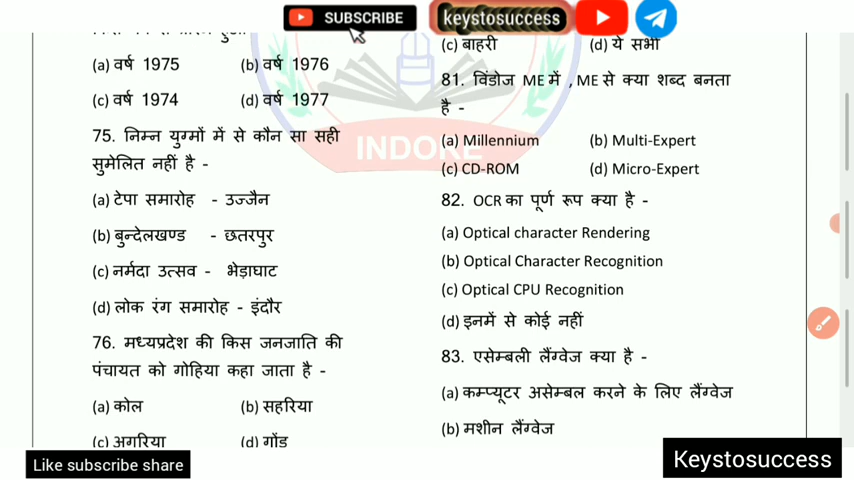 SUBSCRIBE
keystosuccess
(a) वर्ष 1975 (b) वर्ष 1976
(c) वर्ष 1974 (d) वर्ष 1977
75. निम्न युग्मों में से कौन सा सही
सुमेलित नहीं है -
(a) टेपा समारोह - उज्जैन
(b) बुन्देलखण्ड - छतरपुर
(c) नर्मदा उत्सव - भेड़ाघाट
(d) लोक रंग समारोह - इंदौर
76. मध्यप्रदेश की किस जनजाति की
पंचायत को गोहिया कहा जाता है -
(a) कोल (b) सहरिया
(c) अगरिया (d) गोंड
(c) बाहरी (d) ये सभी
81. विंडोज ME में , ME से क्या शब्द बनता
है -
(a) Millennium (b) Multi-Expert
(c) CD-ROM (d) Micro-Expert
82. OCR का पूर्ण रूप क्या है -
(a) Optical character Rendering
(b) Optical Character Recognition
(c) Optical CPU Recognition
(d) इनमें से कोई नहीं
83. एसेम्बली लैंग्वेज क्या है -
(a) कम्प्यूटर असेम्बल करने के लिए लैंग्वेज
(b) मशीन लैंग्वेज
INDORE
Like subscribe share
Keystosuccess